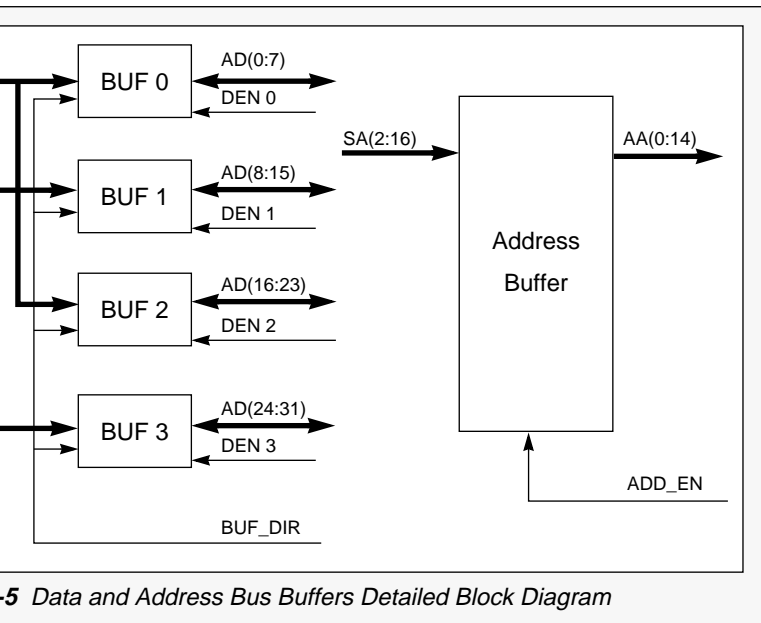 BUF 0
AD(0:7)
DEN 0
BUF 1
AD(8:15)
DEN 1
BUF 2
AD(16:23)
DEN 2
BUF 3
AD(24:31)
DEN 3
BUF_DIR
SA(2:16)
AA(0:14)
Address
Buffer
ADD_EN
-5 Data and Address Bus Buffers Detailed Block Diagram